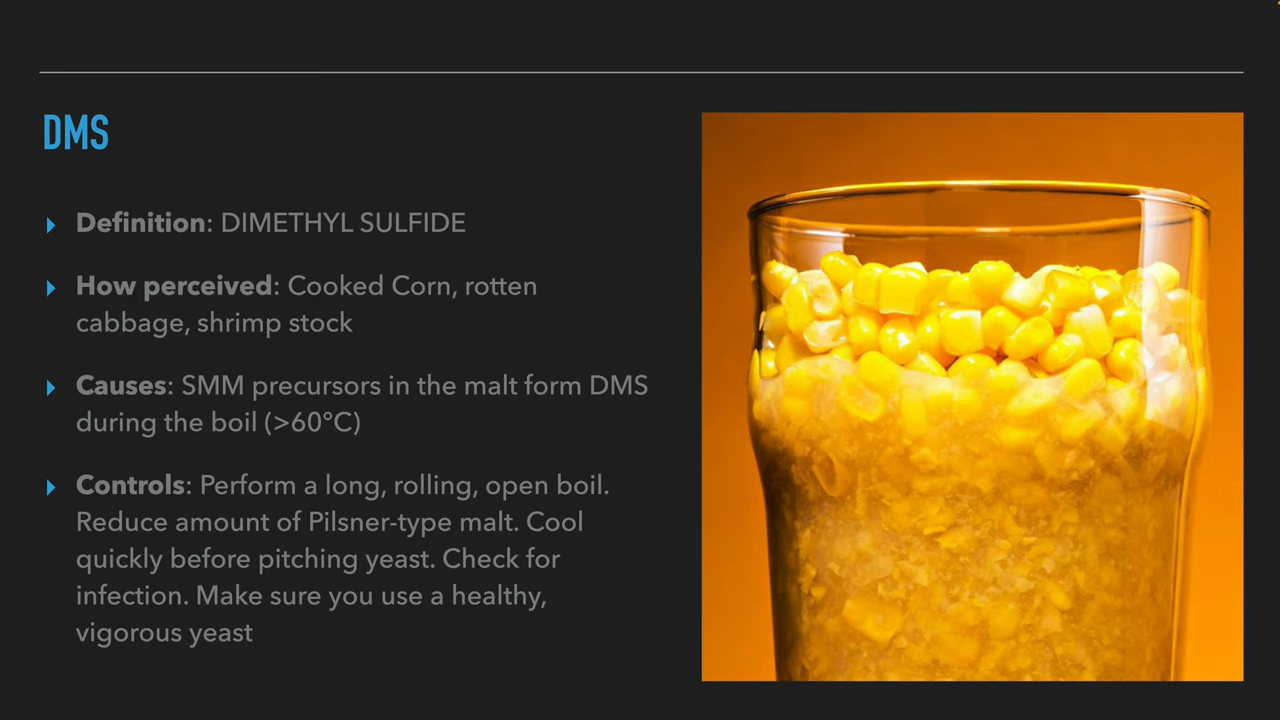 DMS
Definition: DIMETHYL SULFIDE
How perceived: Cooked Corn, rotten
cabbage, shrimp stock
Causes: SMM precursors in the malt form DMS
during the boil (>60°C)
Controls: Perform a long, rolling, open boil.
Reduce amount of Pilsner-type malt. Cool
quickly before pitching yeast. Check for
infection. Make sure you use a healthy,
vigorous yeast